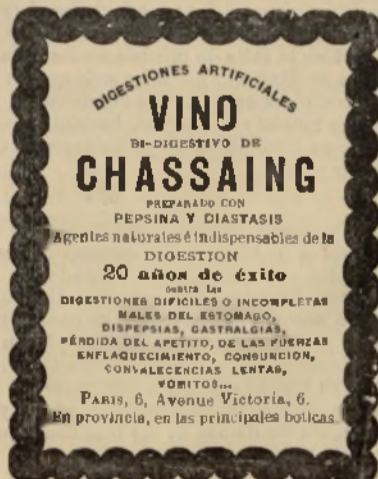 DIGESTIONES ARTIFICIALES
VINO
BI-DIGESTIVO DE
CHASSAING
PREPARADO CON
PEPSINA Y DIASTASIS
Agentes naturales é indispensables de la
DIGESTION
20 años de éxito
contra las
DIGESTIONES DIFICILES O INCOMPLETAS
MALES DEL ESTOMAGO,
DISPEPSIAS, GASTRALGIAS,
PÉRDIDA DEL APETITO, DE LAS FUERZAS
ENFLAQUECIMIENTO, CONSUNCION,
CONVALECENCIAS LENTAS,
VOMITOS...
PARIS, 6, Avenue Victoria, 6.
En provincia, en las principales boticas.